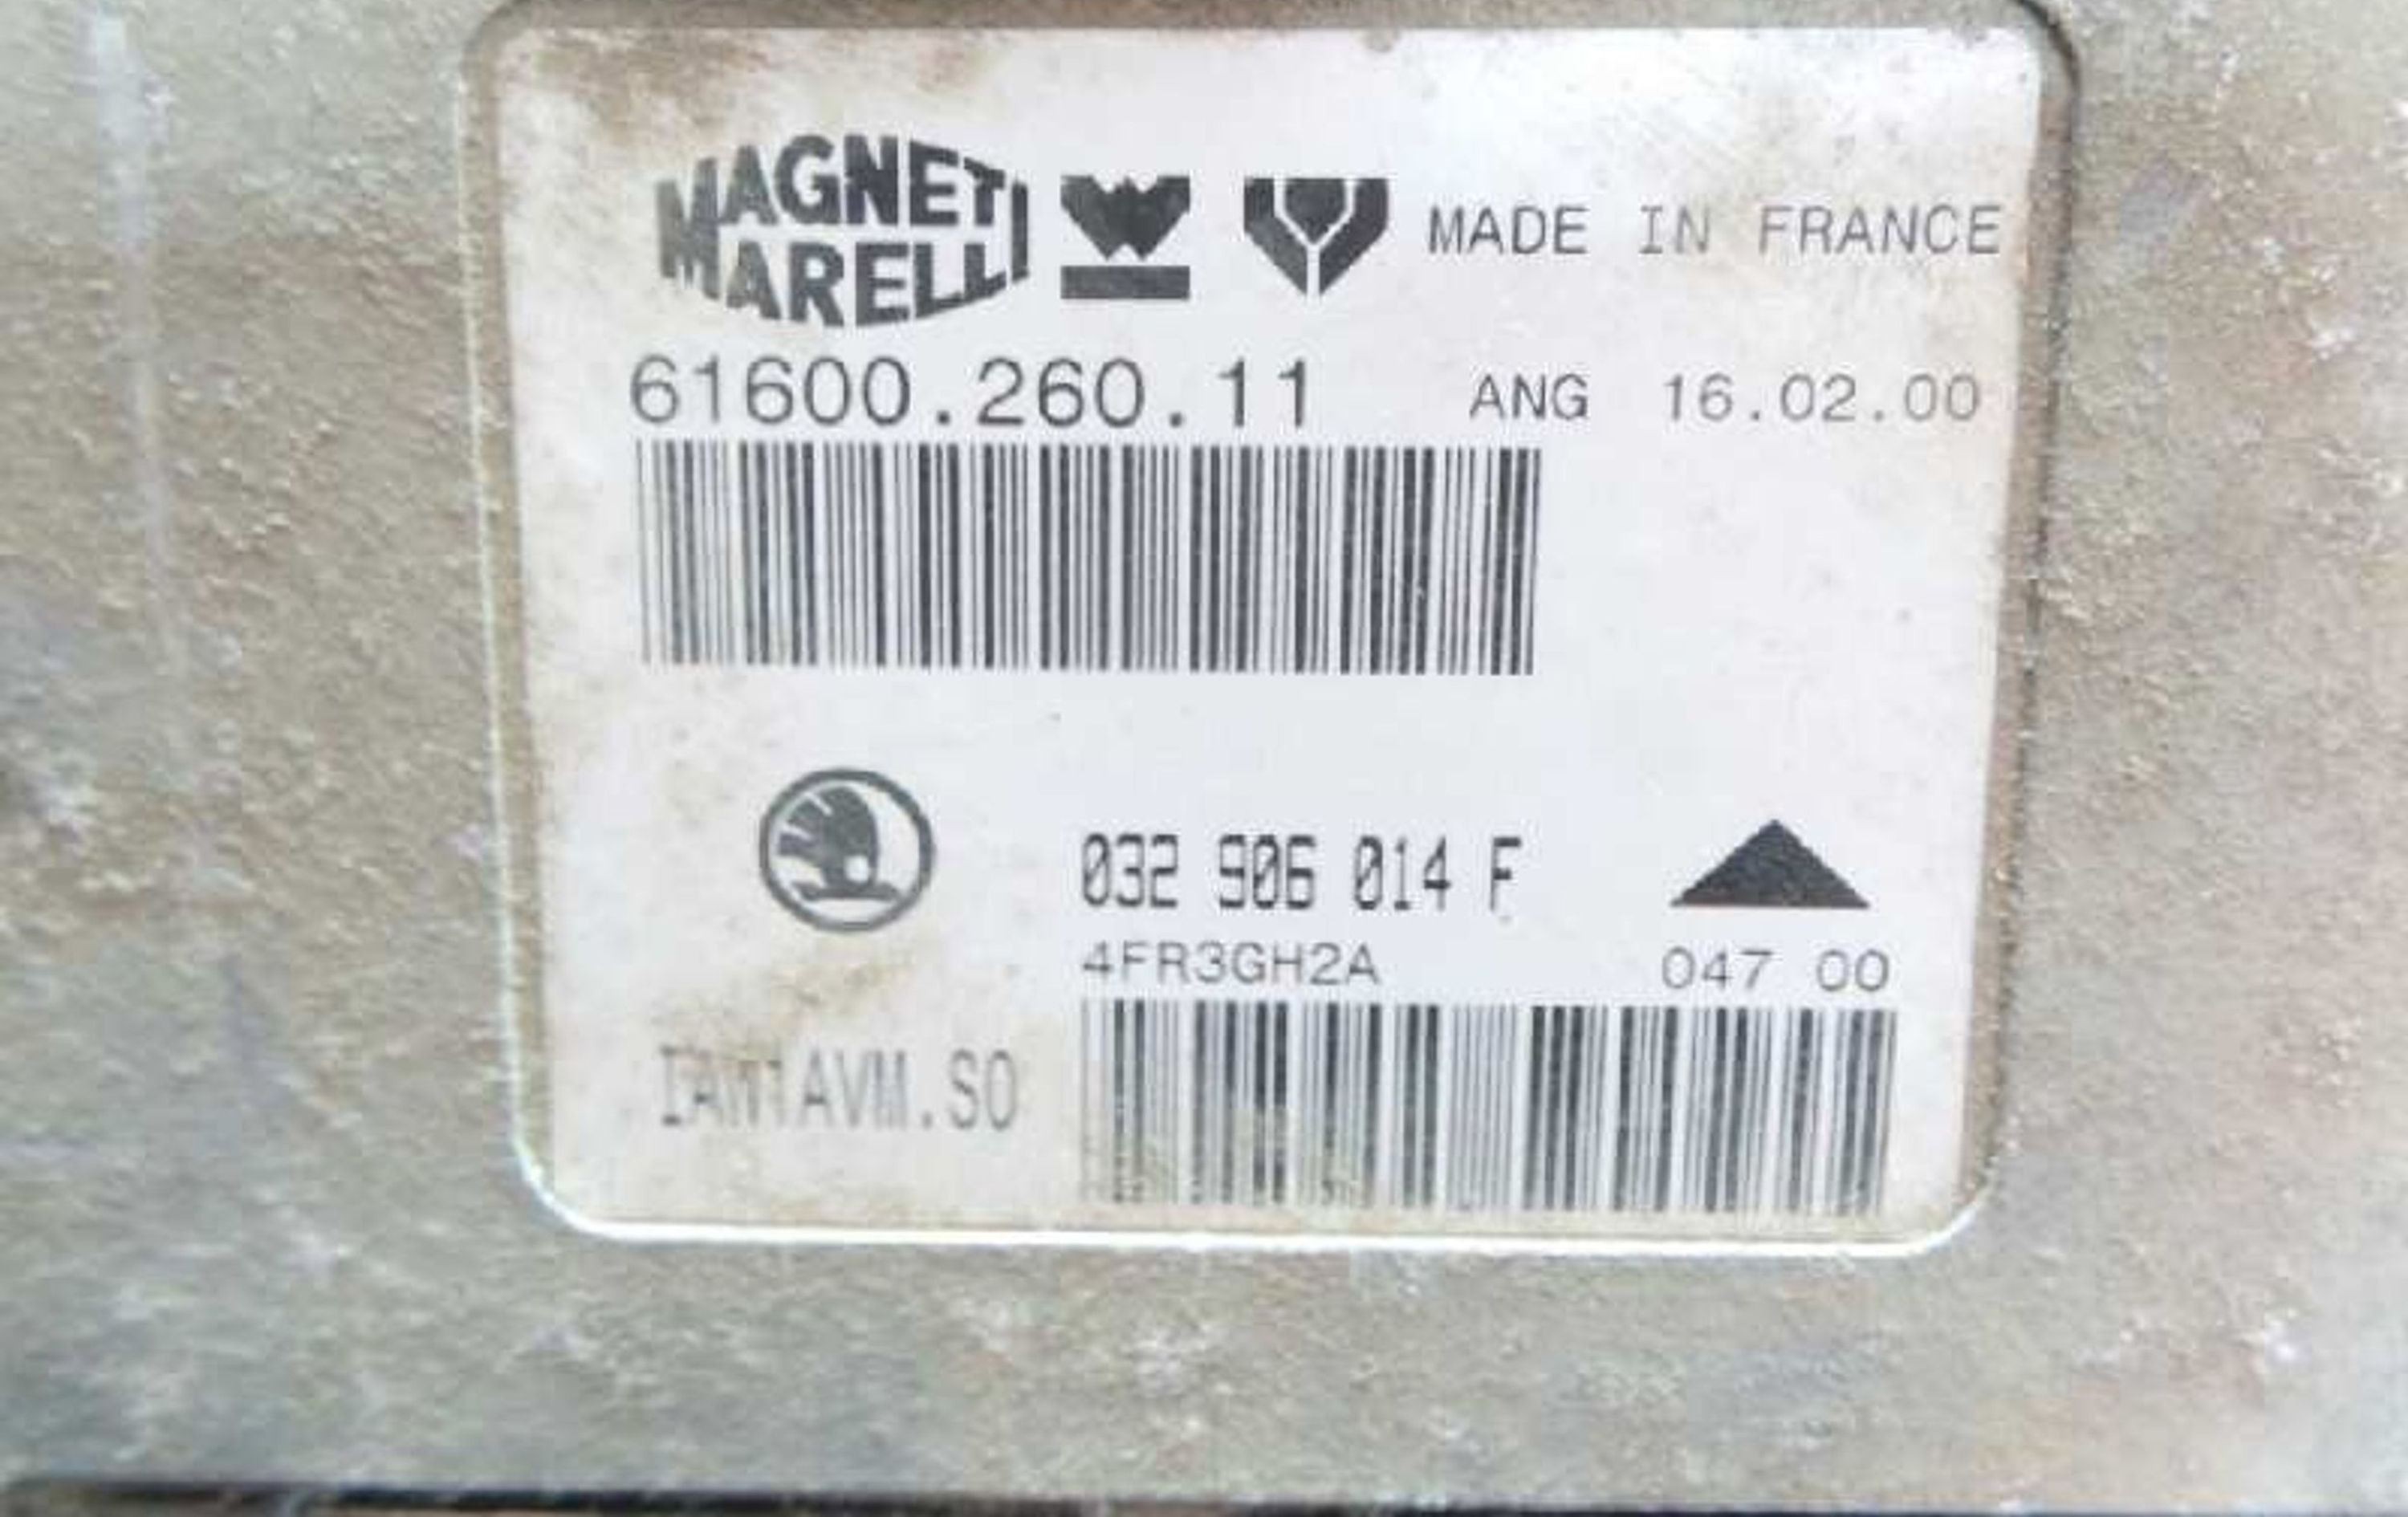 MAGNETI
MARELLI
MADE IN FRANCE
61600.260.11 ANG 16.02.00
032 906 014 F
4FR3GH2A 047 00
AVM.SO